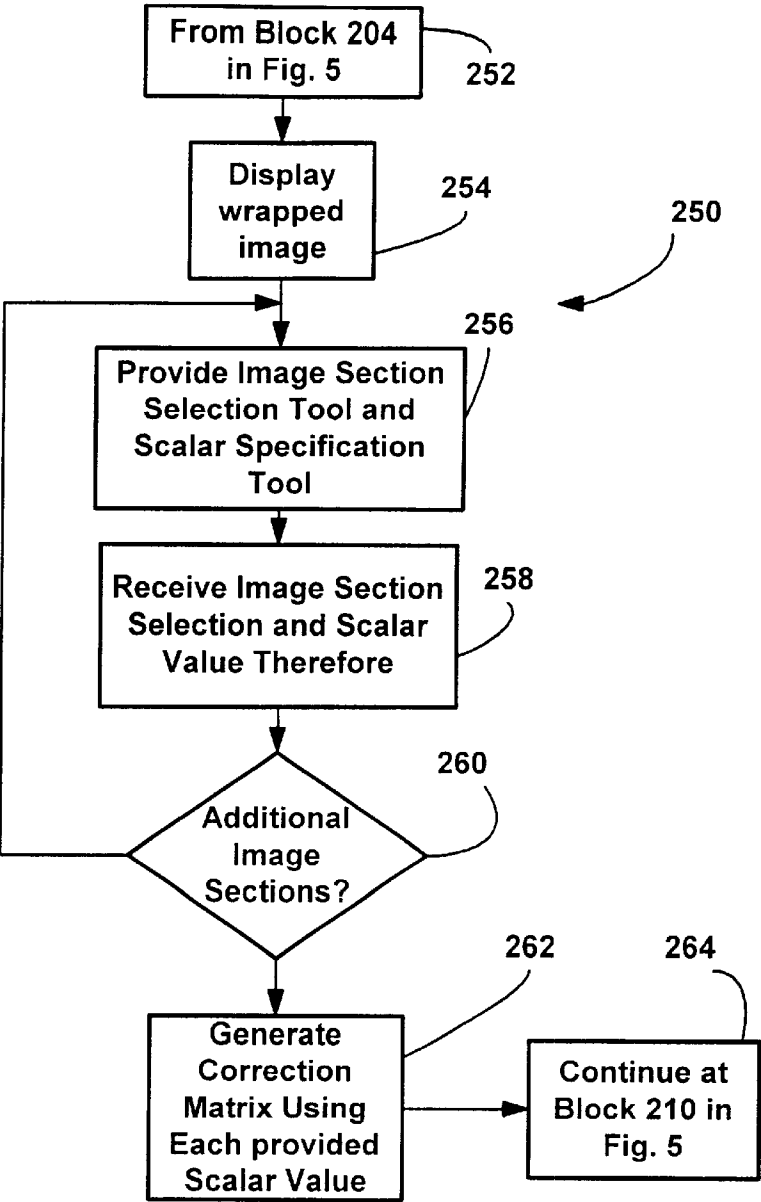 From Block 204
in Fig. 5
252
Display
wrapped
image
254
250
256
Provide Image Section
Selection Tool and
Scalar Specification
Tool
258
Receive Image Section
Selection and Scalar
Value Therefore
260
Additional
Image
Sections?
262
264
Generate
Correction
Matrix Using
Each provided
Scalar Value
Continue at
Block 210 in
Fig. 5